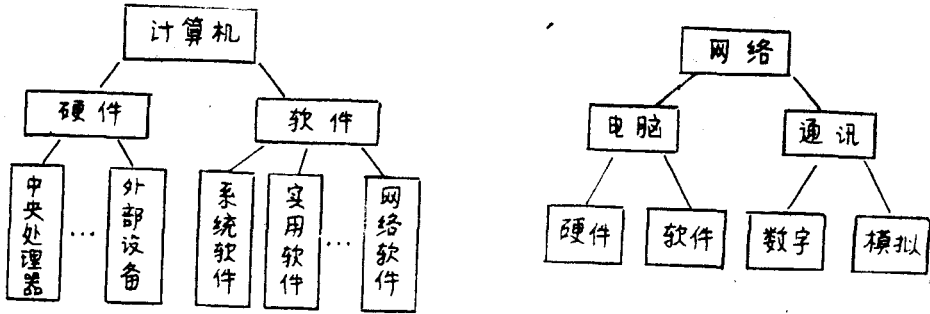 计算机
硬件
软件
中央处理器
...
外部设备
系统软件
实用软件
...
网络软件
网络
电脑
通讯
硬件
软件
数字
模拟